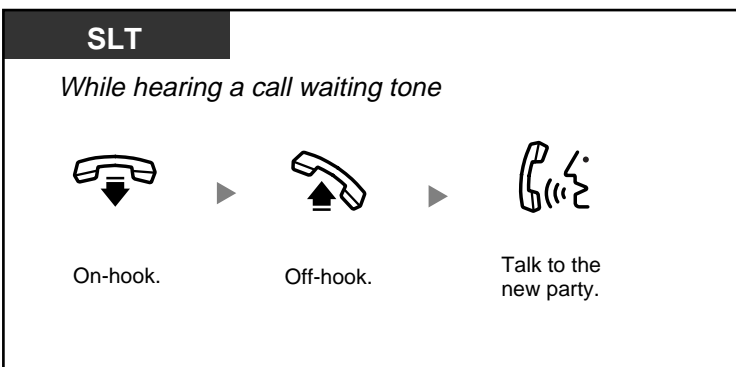 SLT
While hearing a call waiting tone
On-hook.
Off-hook.
Talk to the
new party.